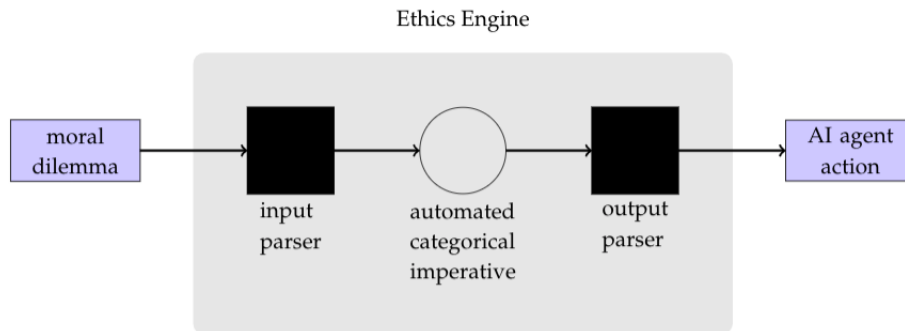 Ethics Engine
moral
dilemma
input
parser
automated
categorical
imperative
output
parser
AI agent
action